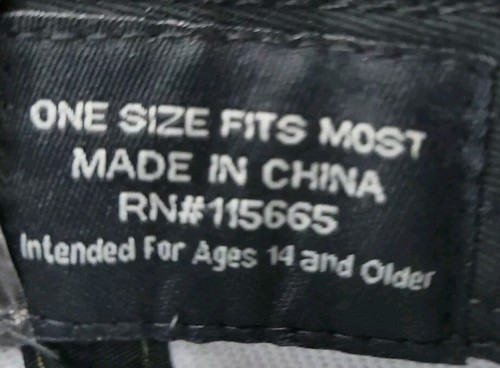 ONE SIZE FITS MOST
MADE IN CHINA
RN#115665
Intended For Ages 14 and Older